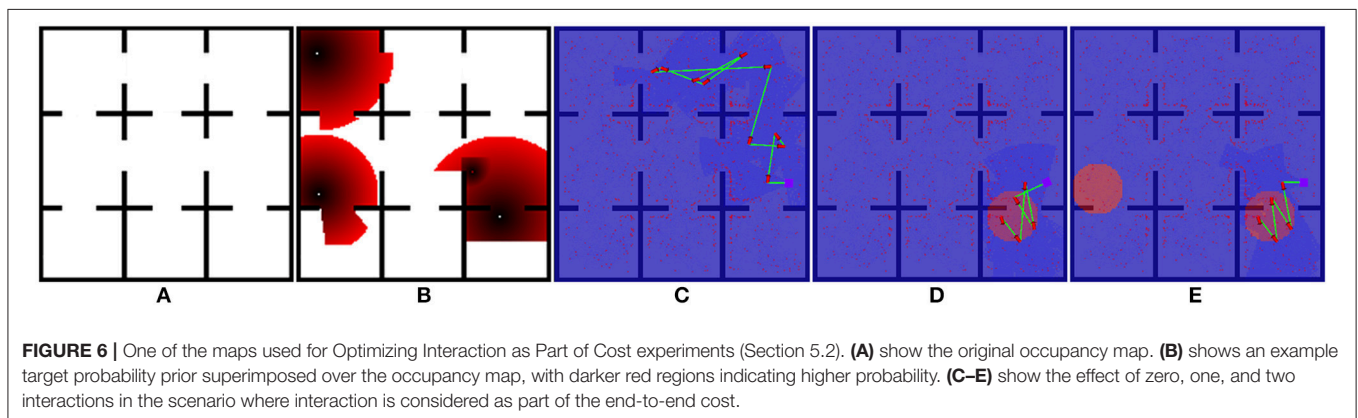 A
B
C
D
E
FIGURE 6 | One of the maps used for Optimizing Interaction as Part of Cost experiments (Section 5.2). (A) show the original occupancy map. (B) shows an example
target probability prior superimposed over the occupancy map, with darker red regions indicating higher probability. (C–E) show the effect of zero, one, and two
interactions in the scenario where interaction is considered as part of the end-to-end cost.